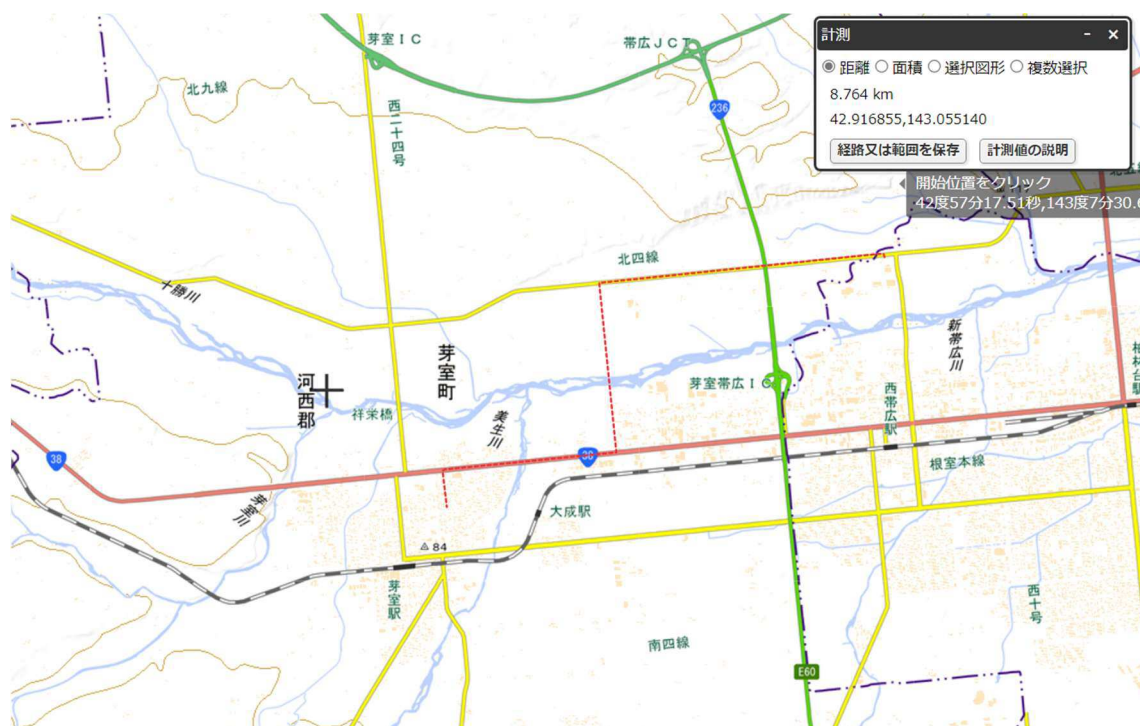 計測
距離 面積 選択図形 複数選択
8.764 km
42.916855,143.055140
経路又は範囲を保存 計測値の説明
開始位置をクリック
42度57分17.51秒,143度7分30.6
芽室IC
帯広JCT
236
北九線
西二十四号
北四線
十勝川
芽室町
河西郡
祥栄橋
美生川
新帯広川
芽室帯広IC
西帯広駅
柏林台駅
38
38
芽室川
根室本線
大成駅
84
芽室駅
西十号
南四線
E60